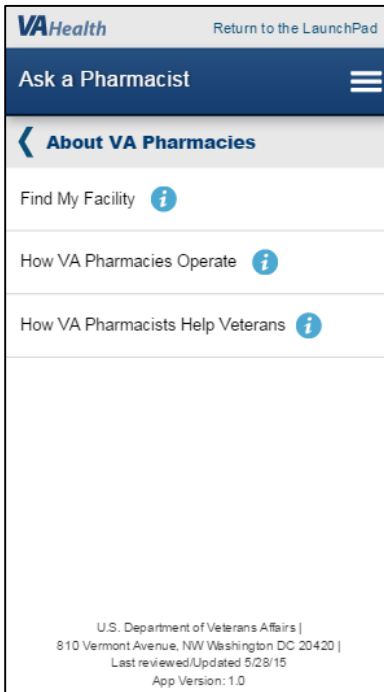 VA Health Return to the LaunchPad
Ask a Pharmacist
About VA Pharmacies
Find My Facility i
How VA Pharmacies Operate i
How VA Pharmacists Help Veterans i
U.S. Department of Veterans Affairs |
810 Vermont Avenue, NW Washington DC 20420 |
Last reviewed/Updated 5/28/15
App Version: 1.0